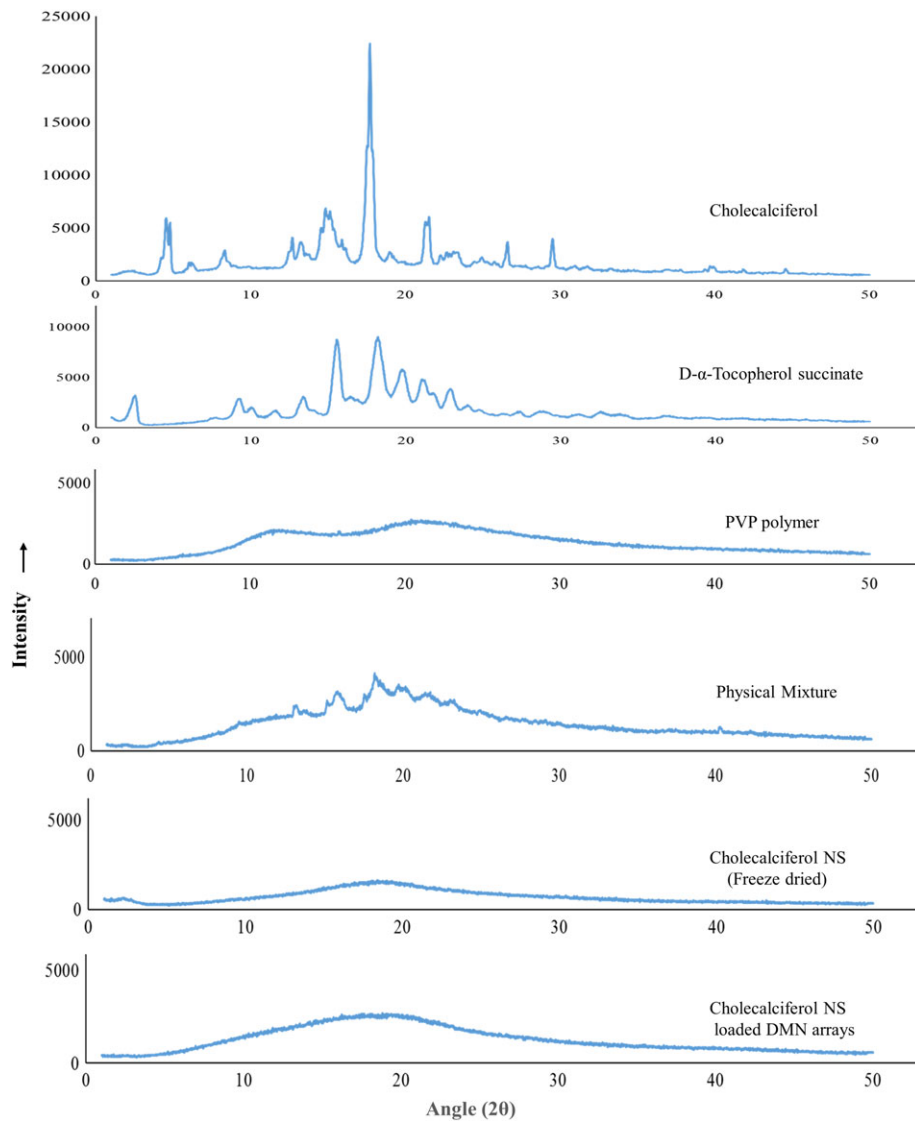 25000
20000
15000
10000
5000
0
Cholecalciferol
0 10 20 30 40 50
10000
5000
0
D-α-Tocopherol succinate
0 10 20 30 40 50
5000
0
PVP polymer
0 10 20 30 40 50
Intensity →
5000
0
Physical Mixture
0 10 20 30 40 50
5000
0
Cholecalciferol NS
(Freeze dried)
0 10 20 30 40 50
5000
0
Cholecalciferol NS
loaded DMN arrays
0 10 20 30 40 50
Angle (2θ)